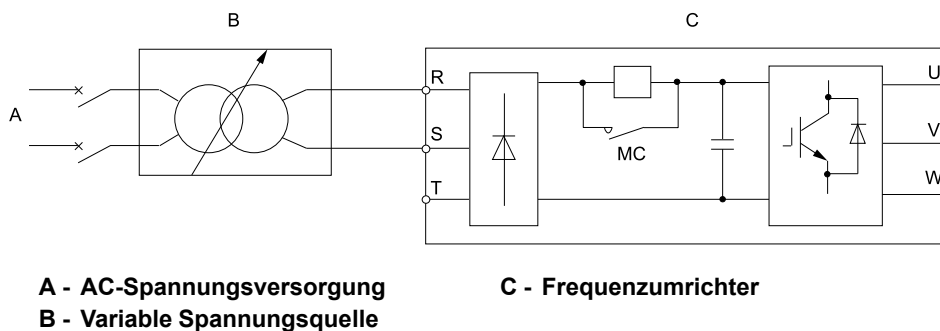 B
C
A
R
S
T
MC
U
V
W
A - AC-Spannungsversorgung
B - Variable Spannungsquelle
C - Frequenzumrichter